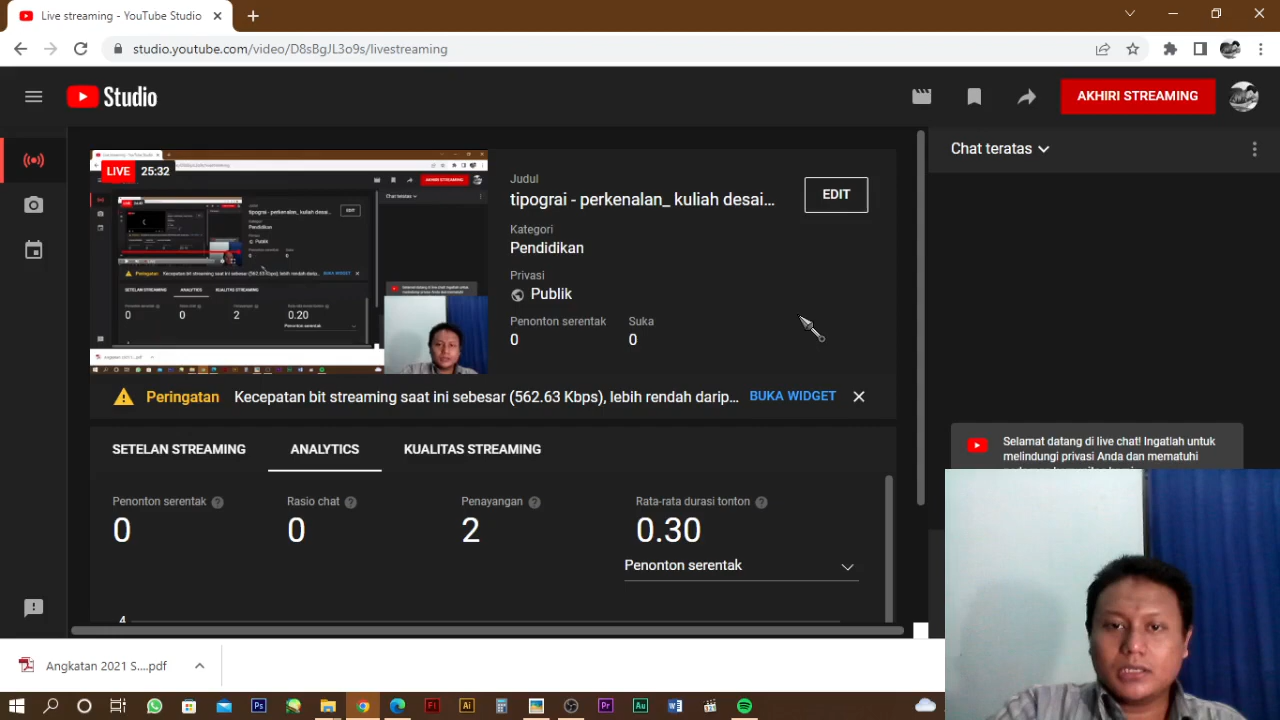 Live streaming - YouTube Studio
studio.youtube.com/video/D8sBgJL3o9s/livestreaming
Studio
AKHIRI STREAMING
LIVE 25:32
Judul
tipograi - perkenalan_ kuliah desai...
EDIT
Kategori
Pendidikan
Privasi
Publik
Penonton serentak
Suka
0
0
Peringatan
Kecepatan bit streaming saat ini sebesar (562.63 Kbps), lebih rendah darip...
BUKA WIDGET
SETELAN STREAMING
ANALYTICS
KUALITAS STREAMING
Penonton serentak
Rasio chat
Penayangan
Rata-rata durasi tonton
0
0
2
0.30
Penonton serentak
4
Chat teratas
Selamat datang di live chat! Ingatlah untuk
melindungi privasi Anda dan mematuhi
Angkatan 2021 S....pdf